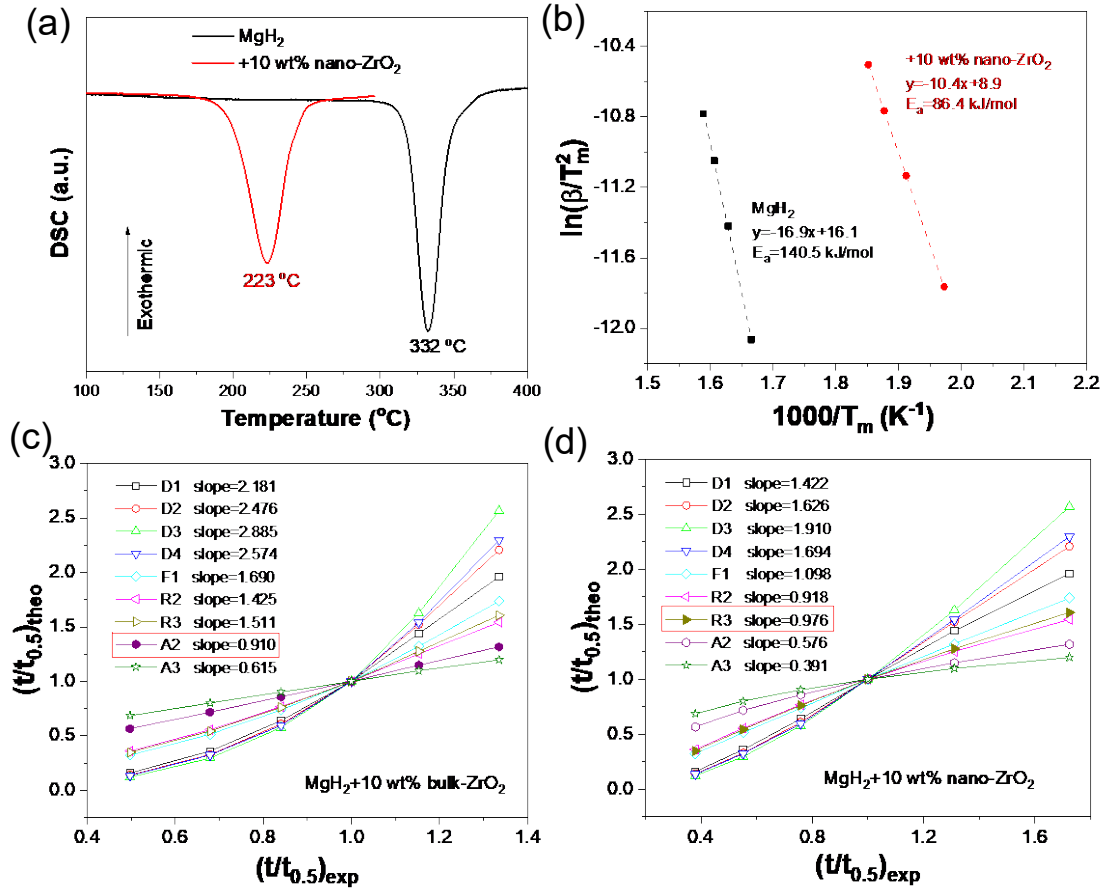 (a)
MgH₂
+10 wt% nano-ZrO₂
DSC (a.u.)
Exothermic
223 °C
332 °C
100 150 200 250 300 350 400
Temperature (°C)
(b)
-10.4
-10.8
-11.2
-11.6
-12.0
ln(β/T²m)
+10 wt% nano-ZrO₂
y=-10.4x+8.9
Eₐ=86.4 kJ/mol
MgH₂
y=-16.9x+16.1
Eₐ=140.5 kJ/mol
1.5 1.6 1.7 1.8 1.9 2.0 2.1 2.2
1000/Tm (K⁻¹)
(c)
3.0
2.5
2.0
1.5
1.0
0.5
0.0
(t/t₀.₅)theo
D1 slope=2.181
D2 slope=2.476
D3 slope=2.885
D4 slope=2.574
F1 slope=1.690
R2 slope=1.425
R3 slope=1.511
A2 slope=0.910
A3 slope=0.615
MgH₂+10 wt% bulk-ZrO₂
0.4 0.6 0.8 1.0 1.2 1.4
(t/t₀.₅)exp
(d)
3.0
2.5
2.0
1.5
1.0
0.5
0.0
(t/t₀.₅)theo
D1 slope=1.422
D2 slope=1.626
D3 slope=1.910
D4 slope=1.694
F1 slope=1.098
R2 slope=0.918
R3 slope=0.976
A2 slope=0.576
A3 slope=0.391
MgH₂+10 wt% nano-ZrO₂
0.4 0.6 0.8 1.0 1.2 1.4 1.6
(t/t₀.₅)exp